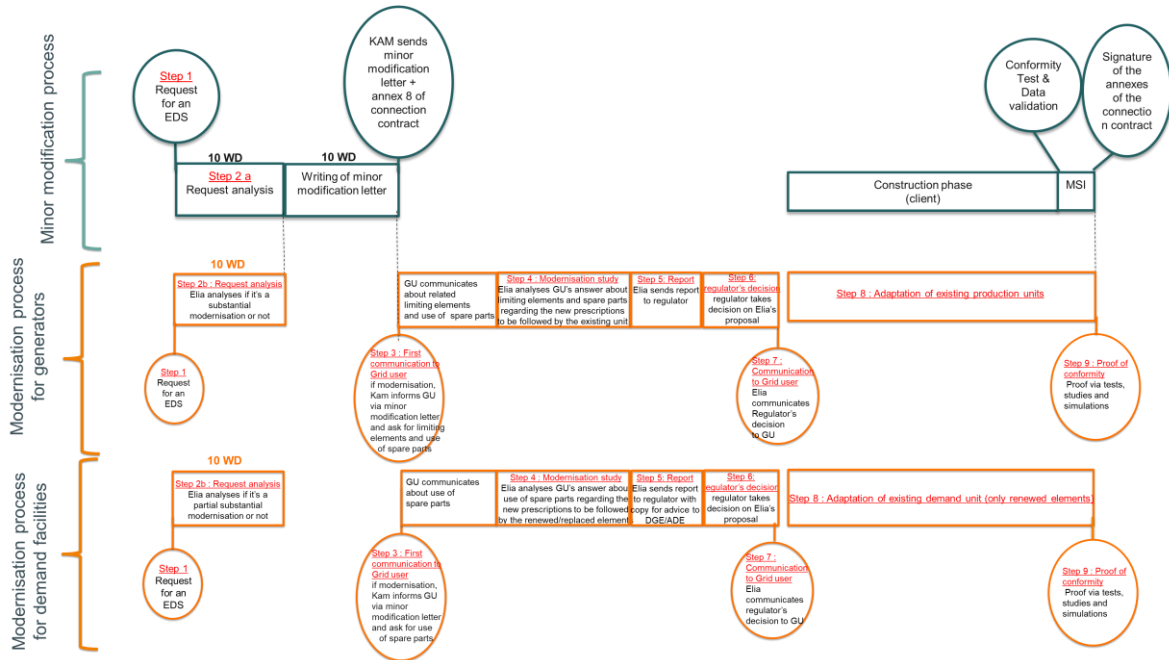 Minor modification process
Step 1
Request
for an
EDS
KAM sends
minor
modification
letter +
annex 8 of
connection
contract
Conformity
Test &
Data
validation
Signature
of the
annexes
of the
connectio
n contract
10 WD
10 WD
Step 2 a
Request analysis
Writing of minor
modification letter
Construction phase
(client)
MSI
Modernisation process
for generators
10 WD
Step 2b : Request analysis
Elia analyses if it's a
substantial
modernisation or not
GU communicates
about related
limiting elements
and use of spare parts
Step 4 : Modernisation study
Elia analyses GU's answer about
limiting elements and spare parts
regarding the new prescriptions
to be followed by the existing unit
Step 5: Report
Elia sends
report to regulator
Step 6:
regulator's decision
regulator takes
decision on Elia's
proposal
Step 8 : Adaptation of existing production units
Step 1
Request
for an
EDS
Step 3 : First
communication to
Grid user
if modernisation,
Kam informs GU
via minor
modification letter
and ask for limiting
elements and use
of spare parts
Step 7 :
Communication
to Grid user
Elia
communicates
Regulator's
decision
to GU
Step 9 : Proof of
conformity
Proof via tests,
studies and
simulations
Modernisation process
for demand facilities
10 WD
Step 2b : Request analysis
Elia analyses if it's a
partial substantial
modernisation or not
GU communicates
about use of
spare parts
Step 4 : Modernisation study
Elia analyses GU's answer about
use of spare parts regarding the
new prescriptions to be followed
by the renewed/replaced element
Step 5: Report
Elia sends report
to regulator with
copy for advice to
DGE/ADE
Step 6:
regulator's decision
regulator takes
decision on Elia's
proposal
Step 8 : Adaptation of existing demand unit (only renewed elements)
Step 1
Request
for an
EDS
Step 3 : First
communication to
Grid user
if modernisation,
Kam informs GU
via minor
modification letter
and ask for use
of spare parts
Step 7 :
Communication
to Grid user
Elia
communicates
regulator's
decision to GU
Step 9 : Proof of
conformity
Proof via tests,
studies and
simulations